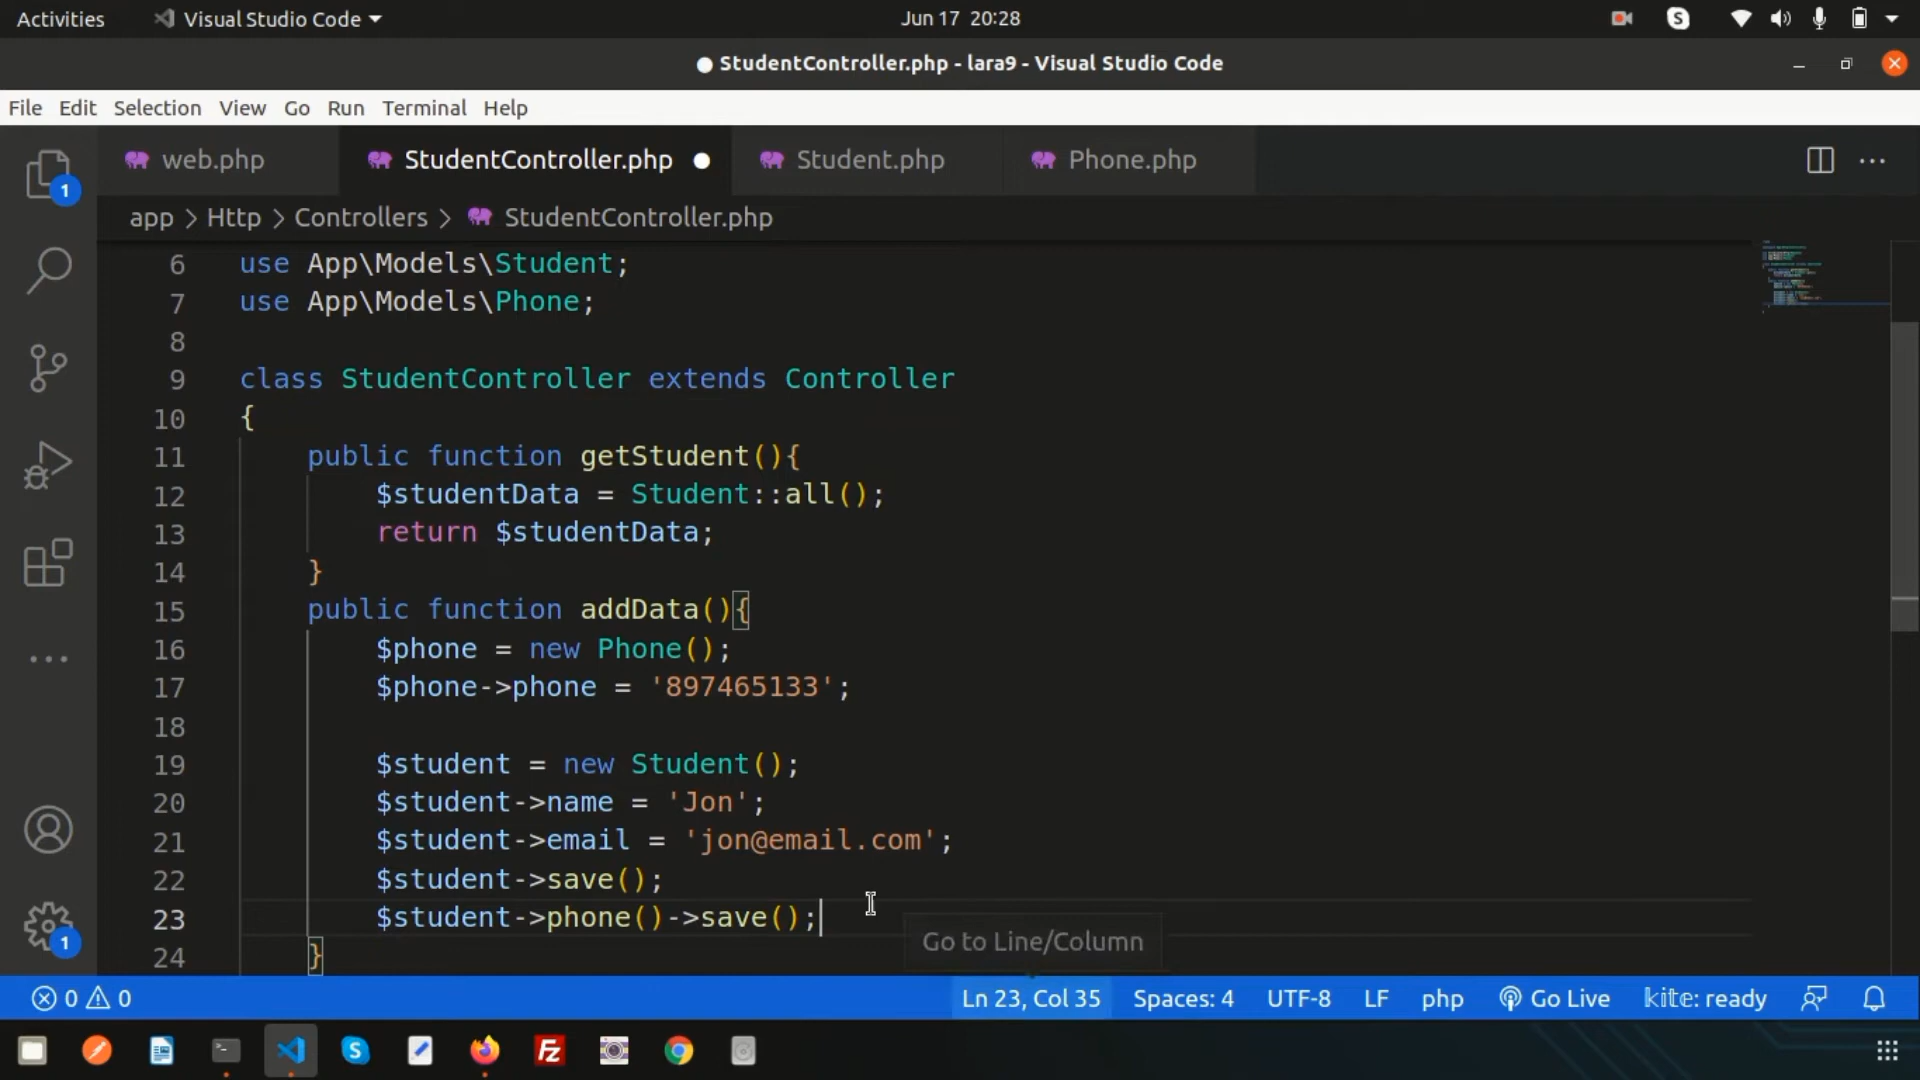 Activities
Visual Studio Code
Jun 17 20:28
StudentController.php - lara9 - Visual Studio Code
File Edit Selection View Go Run Terminal Help
web.php
StudentController.php
Student.php
Phone.php
app > Http > Controllers > StudentController.php
6 use App\Models\Student;
7 use App\Models\Phone;
8
9 class StudentController extends Controller
10 {
11 public function getStudent(){
12 $studentData = Student::all();
13 return $studentData;
14 }
15 public function addData(){
16 $phone = new Phone();
17 $phone->phone = '897465133';
18
19 $student = new Student();
20 $student->name = 'Jon';
21 $student->email = 'jon@email.com';
22 $student->save();
23 $student->phone()->save();
24 }
Go to Line/Column
1
1
0 0
Ln 23, Col 35
Spaces: 4
UTF-8
LF
php
Go Live
kite: ready